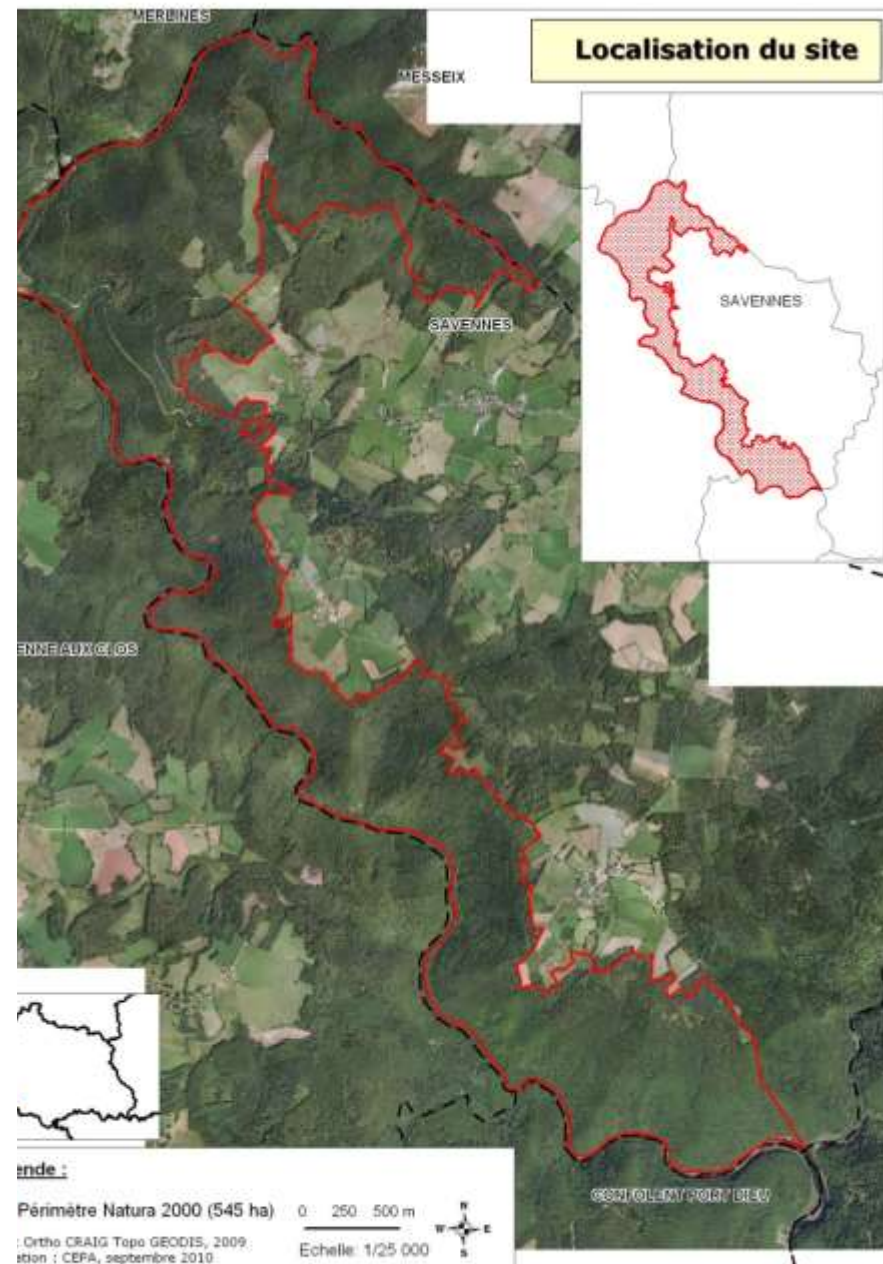 MERLINES
Localisation du site
MESSEIX
SAVENNES
SAVENNES
ENNE AUX CLOS
CONFOLENT PORT DIEU
ende :
Périmètre Natura 2000 (545 ha)
0 250 500 m
N
W E
S
Echelle: 1/25 000
: Ortho CRAIG Topo GEODIS, 2009
ation : CEPA, septembre 2010